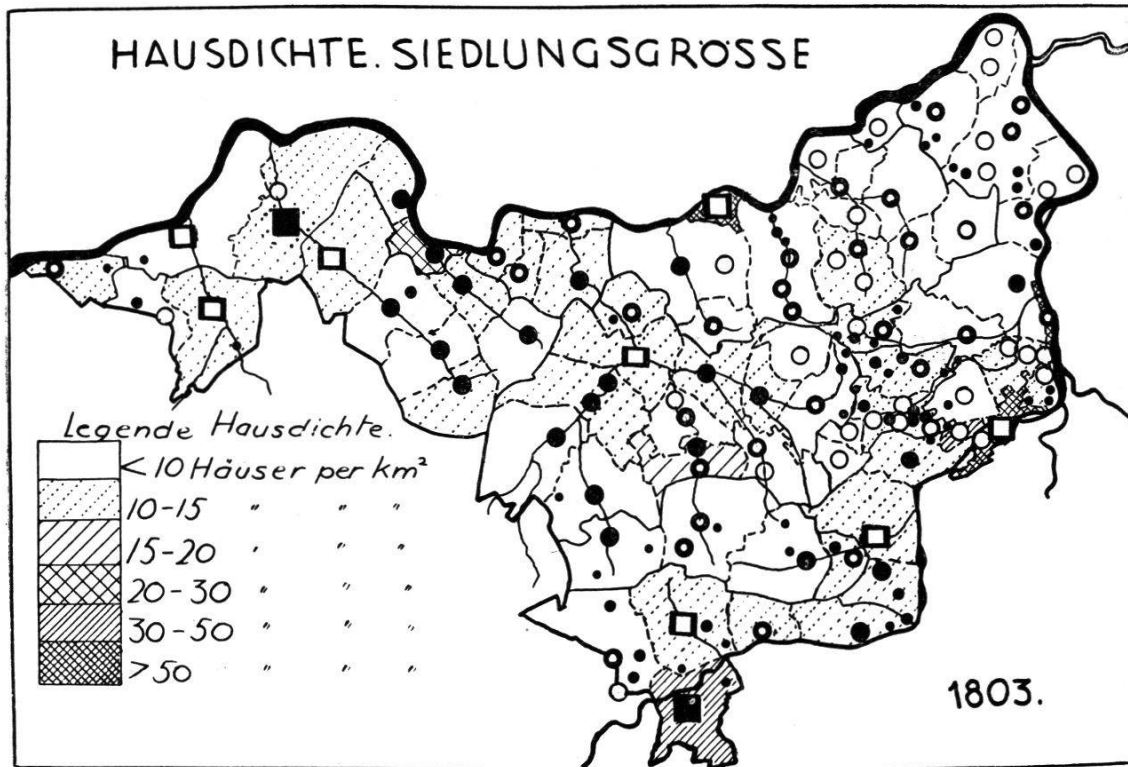 HAUSDICHTE. SIEDLUNGSGRÖSSE
Legende Hausdichte.
< 10 Häuser per km²
10-15 " " "
15-20 " " "
20-30 " " "
30-50 " " "
>50 " " "
1803.